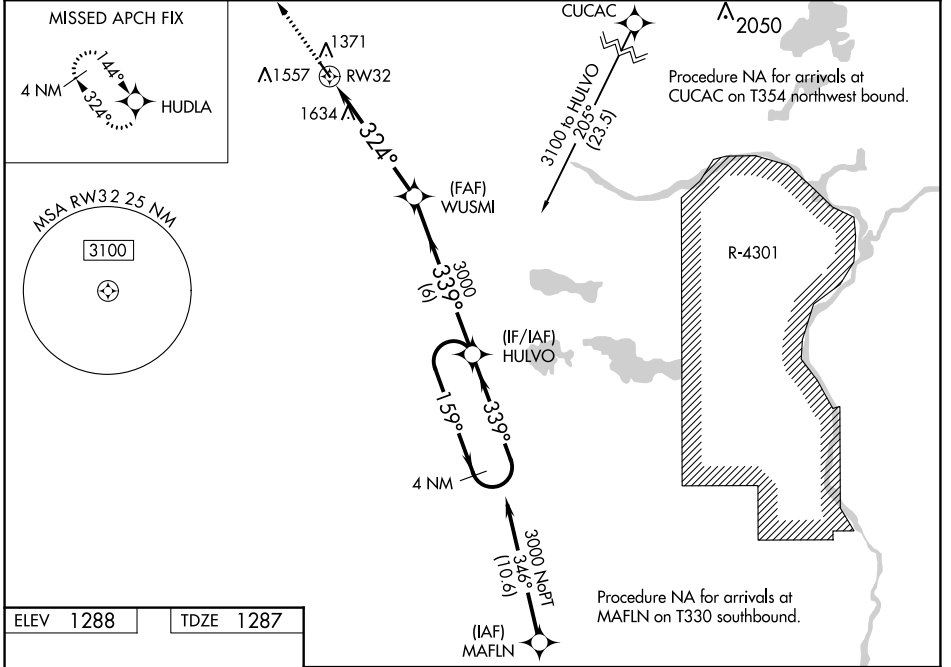 MISSED APCH FIX
144°
4 NM
324°
HUDLA
1371
1557
RW32
1634
324°
CUCAC
2050
Procedure NA for arrivals at
CUCAC on T354 northwest bound.
3100 to HULVO
205°
(23.5)
MSA RW32 25 NM
3100
(FAF)
WUSMI
3000
339°
(6)
R-4301
(IF/IAF)
HULVO
159°
339°
4 NM
3000 NoPT
346°
(10.6)
Procedure NA for arrivals at
MAFLN on T330 southbound.
(IAF)
MAFLN
ELEV 1288
TDZE 1287